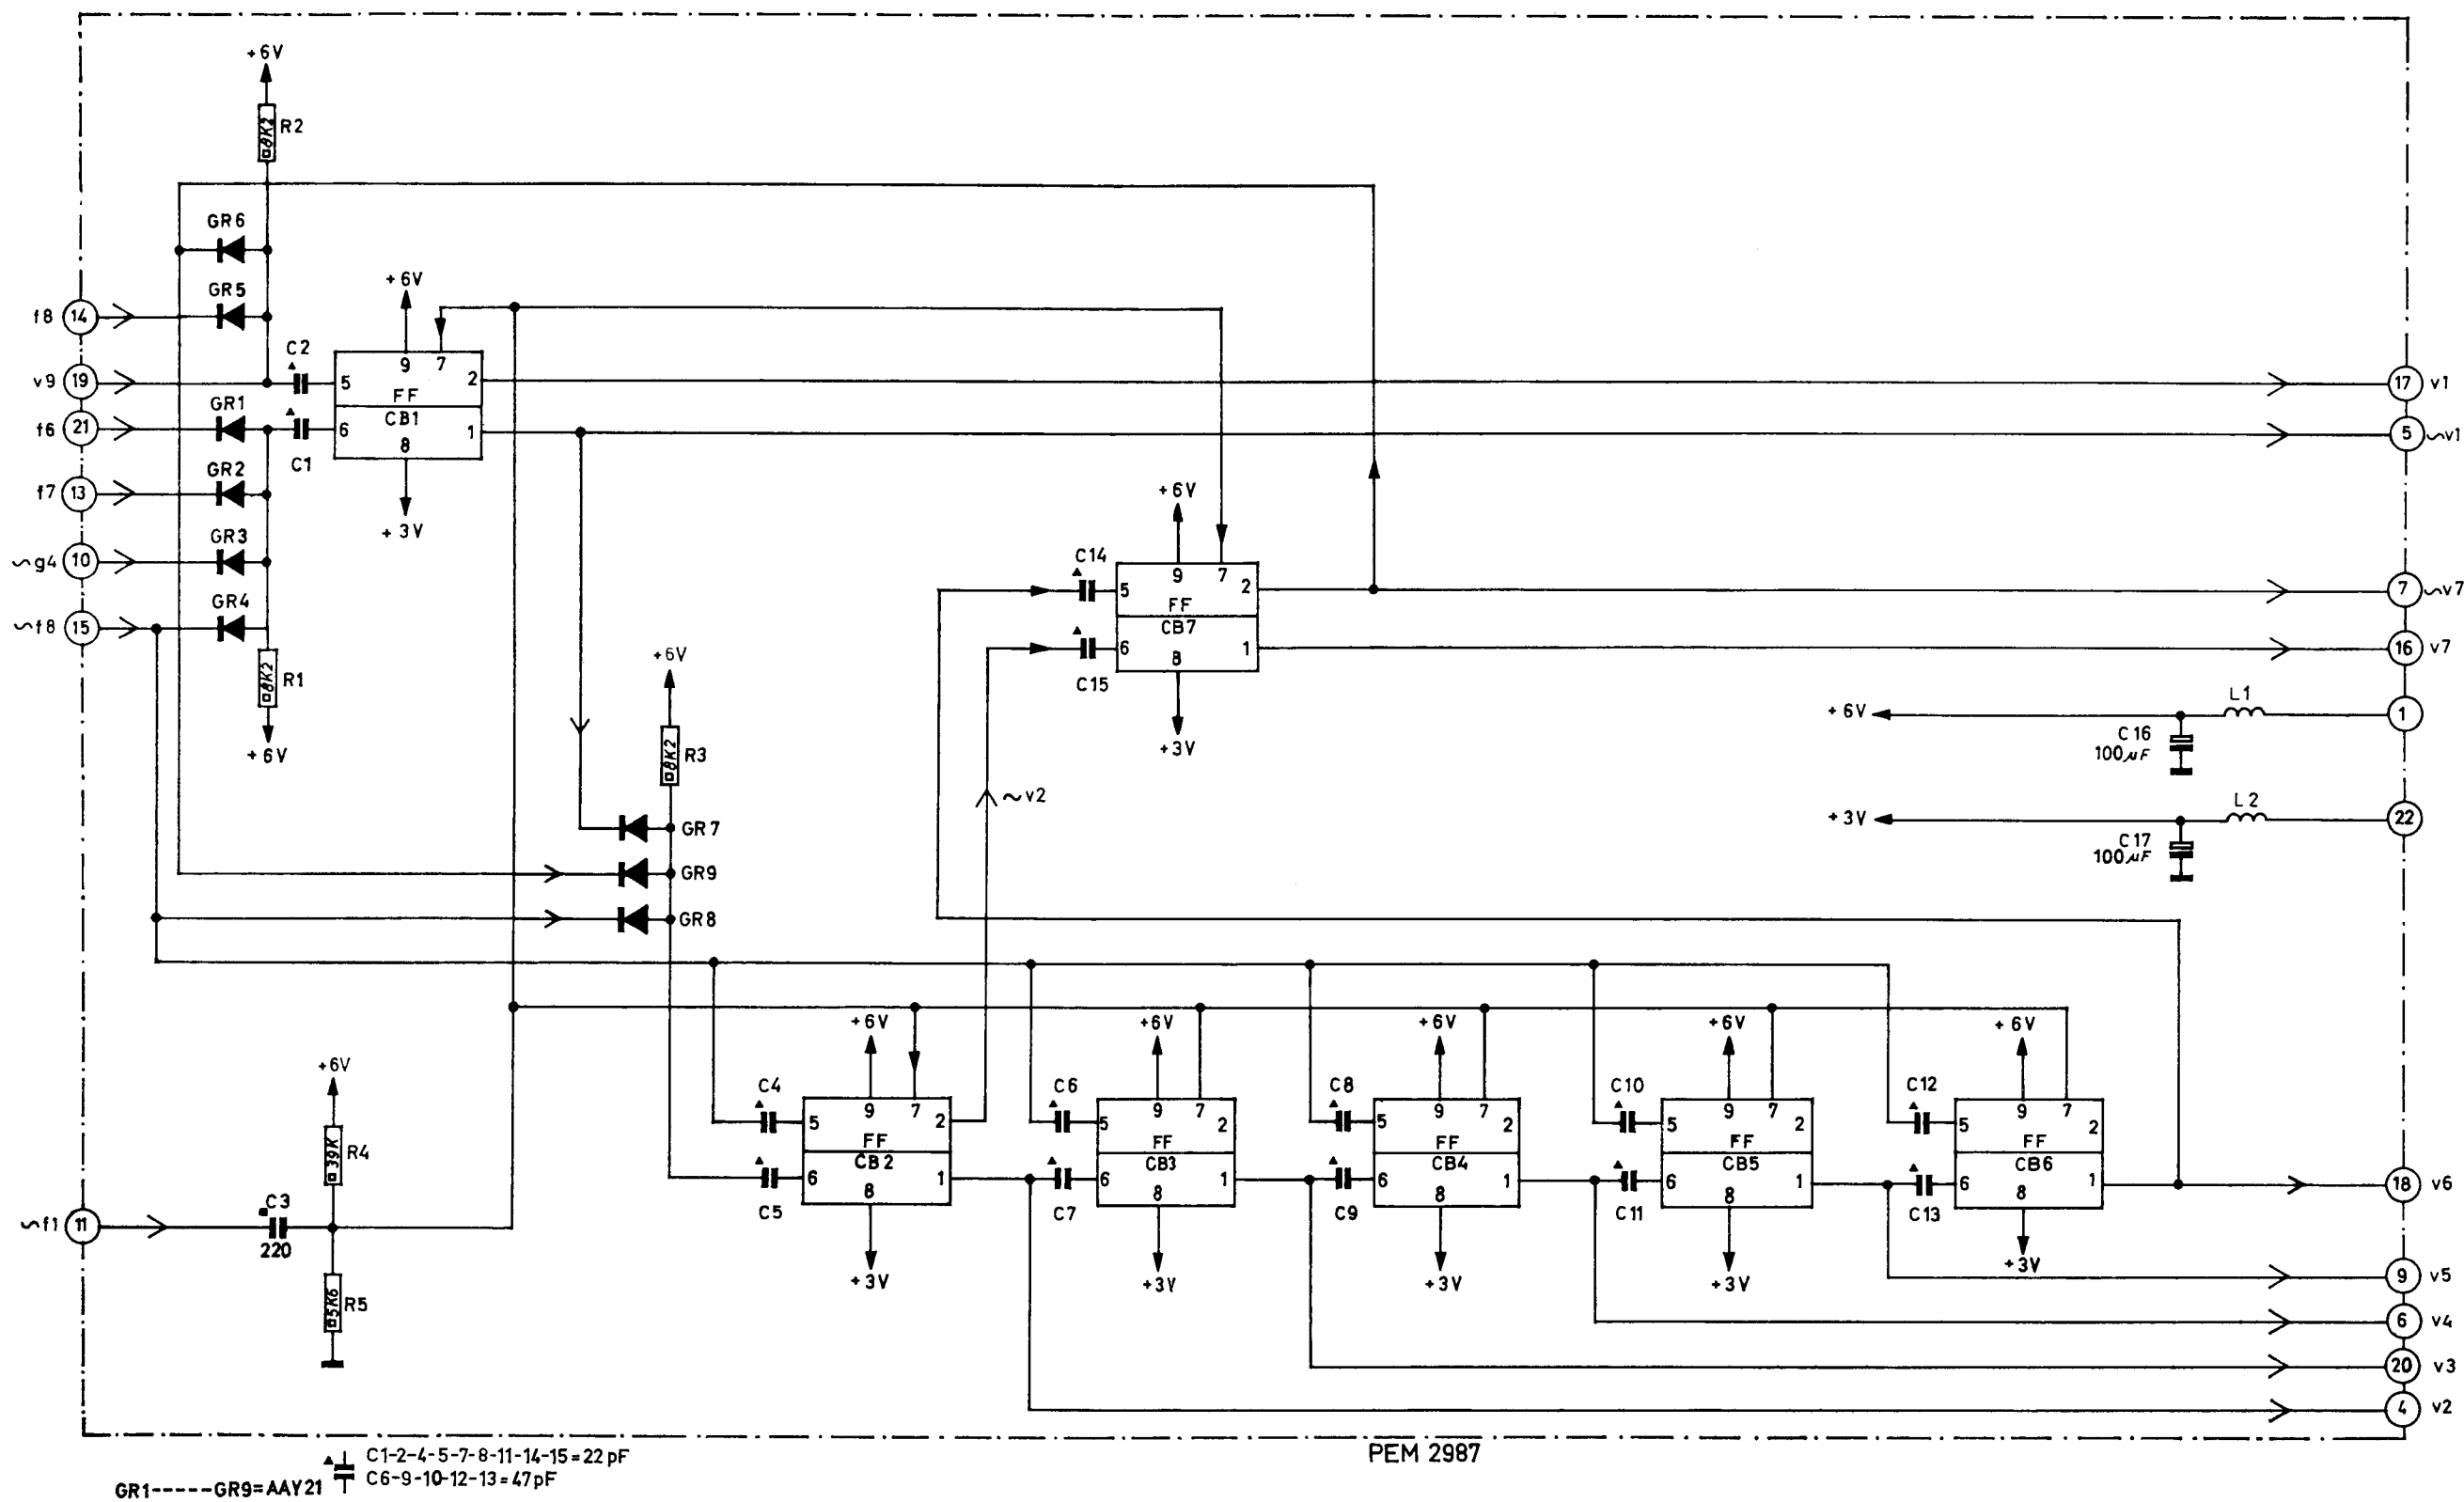 +6V
8K2 R2
GR6
GR5
f8 14
+6V
C2
v9 19
9 7
5 2
FF
17 v1
GR1
f6 21
CB1
6 1
8
5 ~v1
C1
GR2
f7 13
+3V
+6V
GR3
~g4 10
C14
9 7
5 2
FF
7 ~v7
GR4
~f8 15
CB7
6 1
8
16 v7
+6V
8K2 R1
C15
L1
+6V 1
+6V
+3V
8K2 R3
C16
100µF
~v2
L2
+3V 22
GR7
C17
100µF
GR9
GR8
+6V +6V +6V +6V +6V
+6V
C4 C6 C8 C10 C12
9 7 9 7 9 7 9 7 9 7
5 2 5 2 5 2 5 2 5 2
39K R4
FF FF FF FF FF
CB2 CB3 CB4 CB5 CB6
6 1 6 1 6 1 6 1 6 1
8 8 8 8 8
18 v6
C3
C5 C7 C9 C11 C13
~f1 11
220
+3V +3V +3V +3V +3V
9 v5
5K6 R5
6 v4
20 v3
4 v2
PEM 2987
C1-2-4-5-7-8-11-14-15=22pF
C6-9-10-12-13=47pF
GR1-----GR9=AAY21